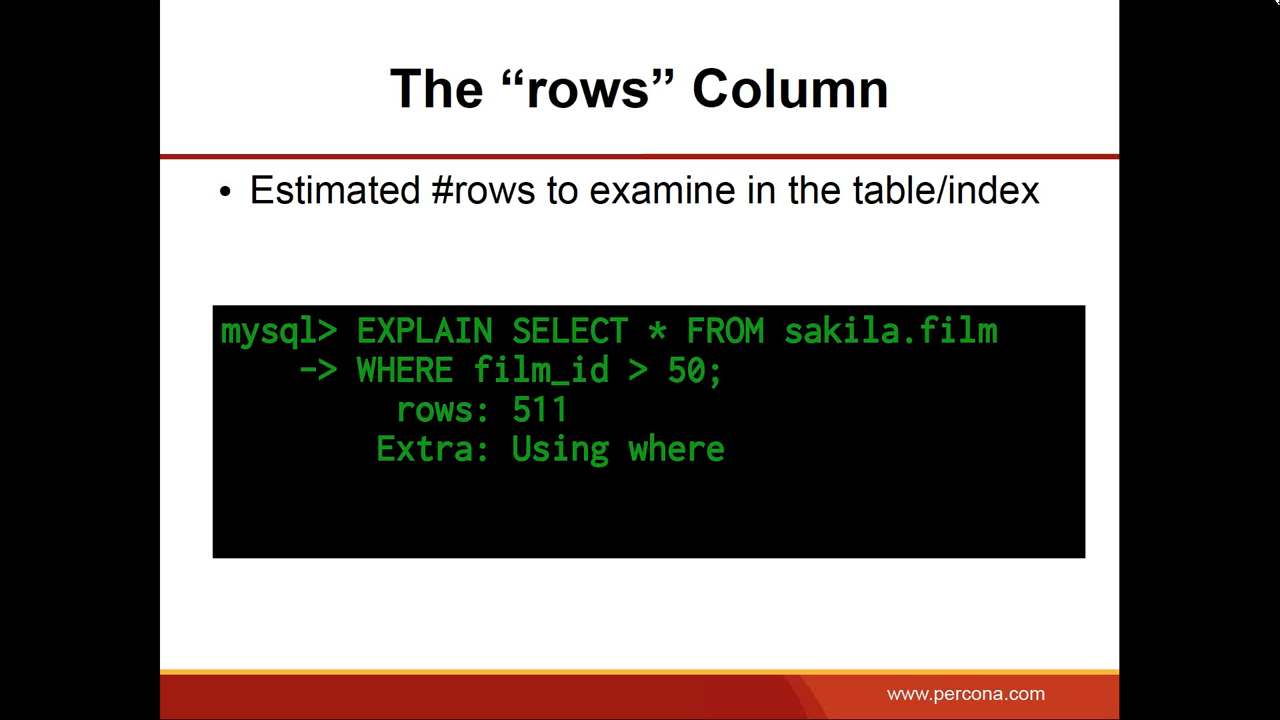 The “rows” Column
• Estimated #rows to examine in the table/index
mysql> EXPLAIN SELECT * FROM sakila.film
-> WHERE film_id > 50;
rows: 511
Extra: Using where
www.percona.com